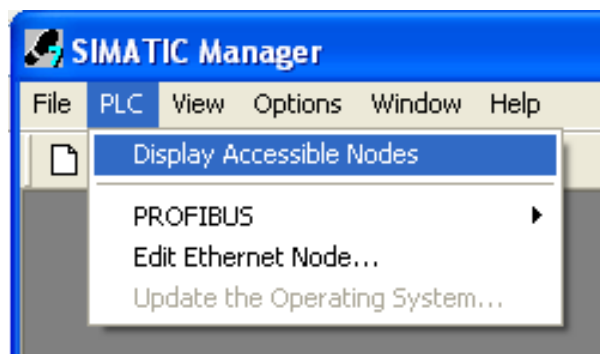 SIMATIC Manager
File PLC View Options Window Help
Display Accessible Nodes
PROFIBUS
Edit Ethernet Node...
Update the Operating System...